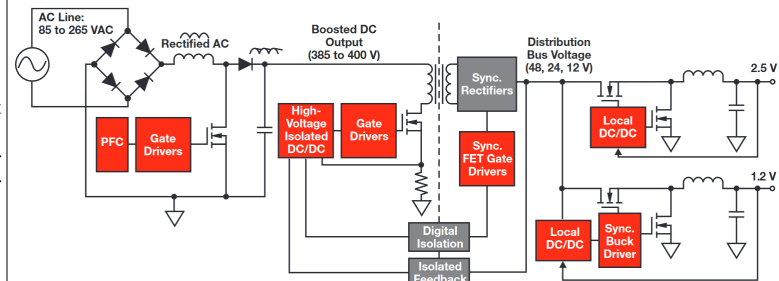 AC Line:
85 to 265 VAC
Rectified AC
Boosted DC
Output
(385 to 400 V)
Distribution
Bus Voltage
(48, 24, 12 V)
2.5 V
Sync.
Rectifiers
PFC
Gate
Drivers
High-
Voltage
Isolated
DC/DC
Gate
Drivers
Sync.
FET Gate
Drivers
Local
DC/DC
1.2 V
Digital
Isolation
Local
DC/DC
Sync.
Buck
Driver
Isolated
Feedback